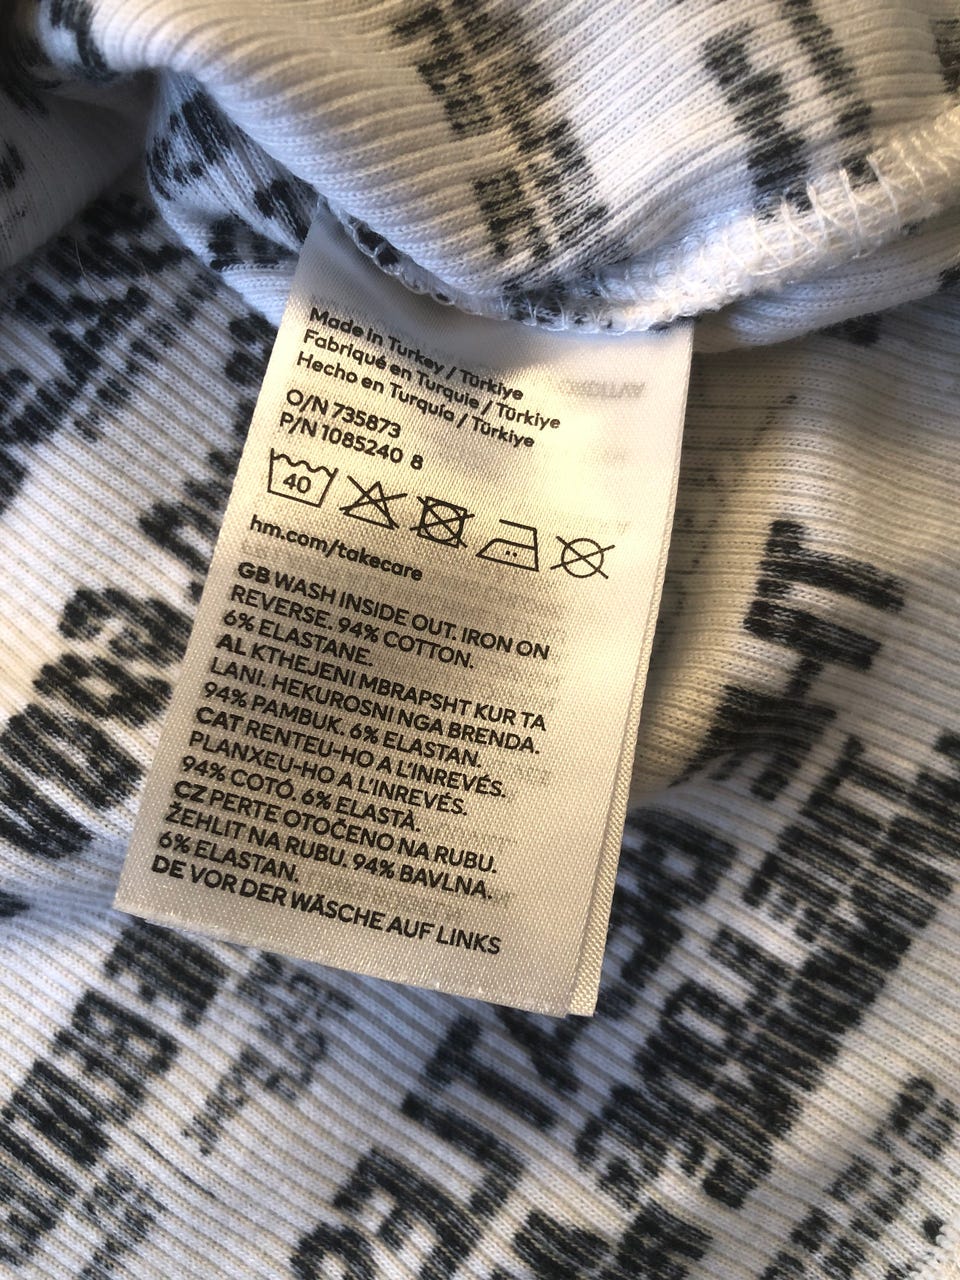 Made in Turkey / Türkiye
Fabriqué en Turquie / Türkiye
Hecho en Turquía / Türkiye
O/N 735873
P/N 1085240 8
40
hm.com/takecare
GB WASH INSIDE OUT. IRON ON
REVERSE. 94% COTTON.
6% ELASTANE.
AL KTHEJENI MBRAPSHT KUR TA
LANI. HEKUROSNI NGA BRENDA.
94% PAMBUK. 6% ELASTAN.
CAT RENTEU-HO A L'INREVÉS.
PLANXEU-HO A L'INREVÉS.
94% COTÓ. 6% ELASTÀ.
CZ PERTE OTOČENO NA RUBU.
ŽEHLIT NA RUBU. 94% BAVLNA.
6% ELASTAN.
DE VOR DER WÄSCHE AUF LINKS